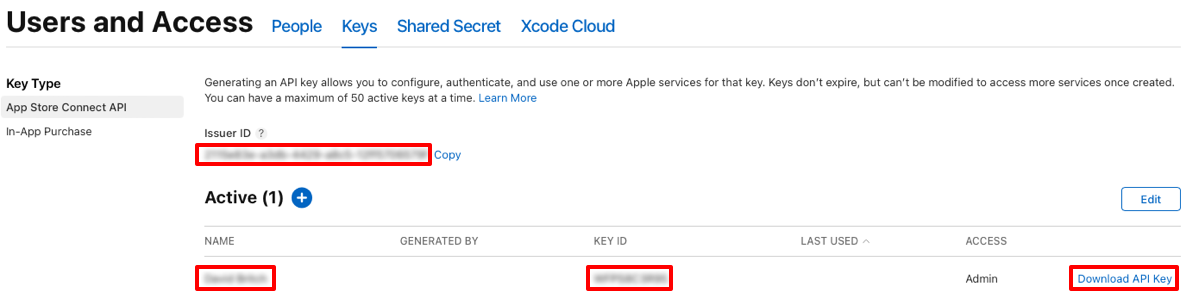 Users and Access People Keys Shared Secret Xcode Cloud
Key Type
App Store Connect API
In-App Purchase
Generating an API key allows you to configure, authenticate, and use one or more Apple services for that key. Keys don't expire, but can't be modified to access more services once created.
You can have a maximum of 50 active keys at a time. Learn More
Issuer ID ?
Copy
Active (1) +
Edit
NAME GENERATED BY KEY ID LAST USED ACCESS
Admin Download API Key